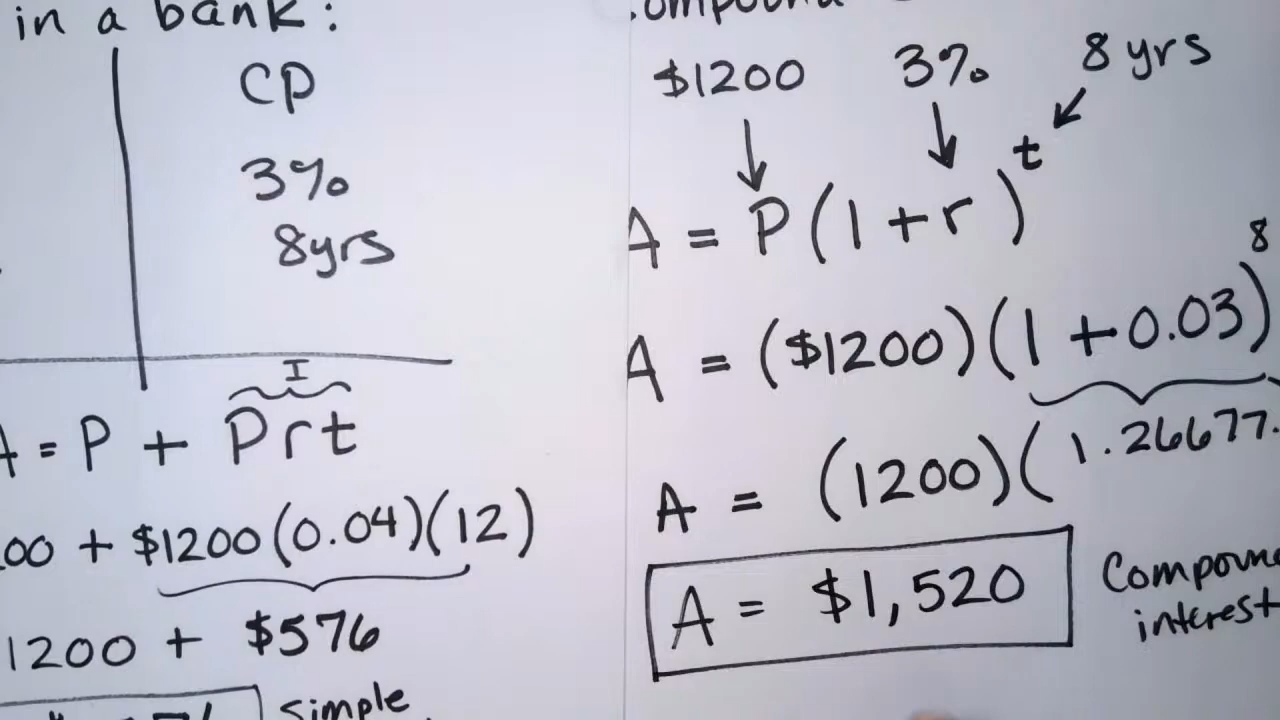 in a bank:
CP
3%
8yrs
I
A = P + Prt
00 + $1200(0.04)(12)
1200 + $576
simple
$1200 3% 8 yrs
A = P(1+r)^t
A = ($1200)(1+0.03)^8
A = (1200)(1.26677.
A = $1,520
interest